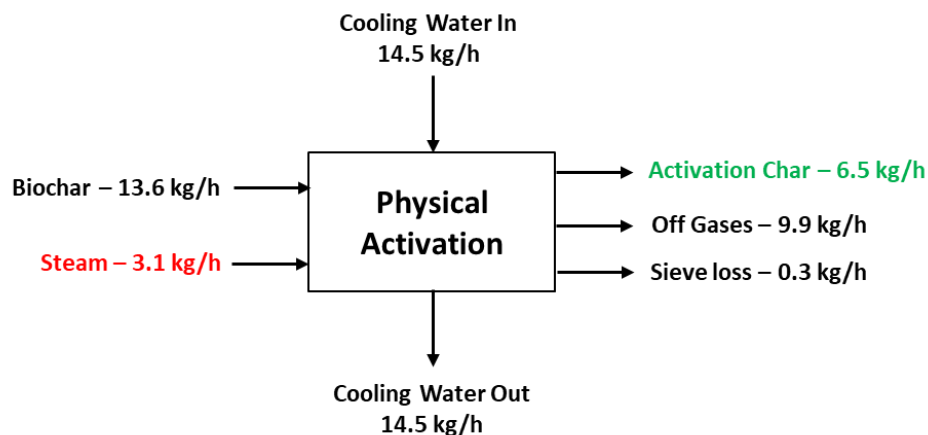 Cooling Water In
14.5 kg/h
Biochar – 13.6 kg/h
Steam – 3.1 kg/h
Physical
Activation
Activation Char – 6.5 kg/h
Off Gases – 9.9 kg/h
Sieve loss – 0.3 kg/h
Cooling Water Out
14.5 kg/h